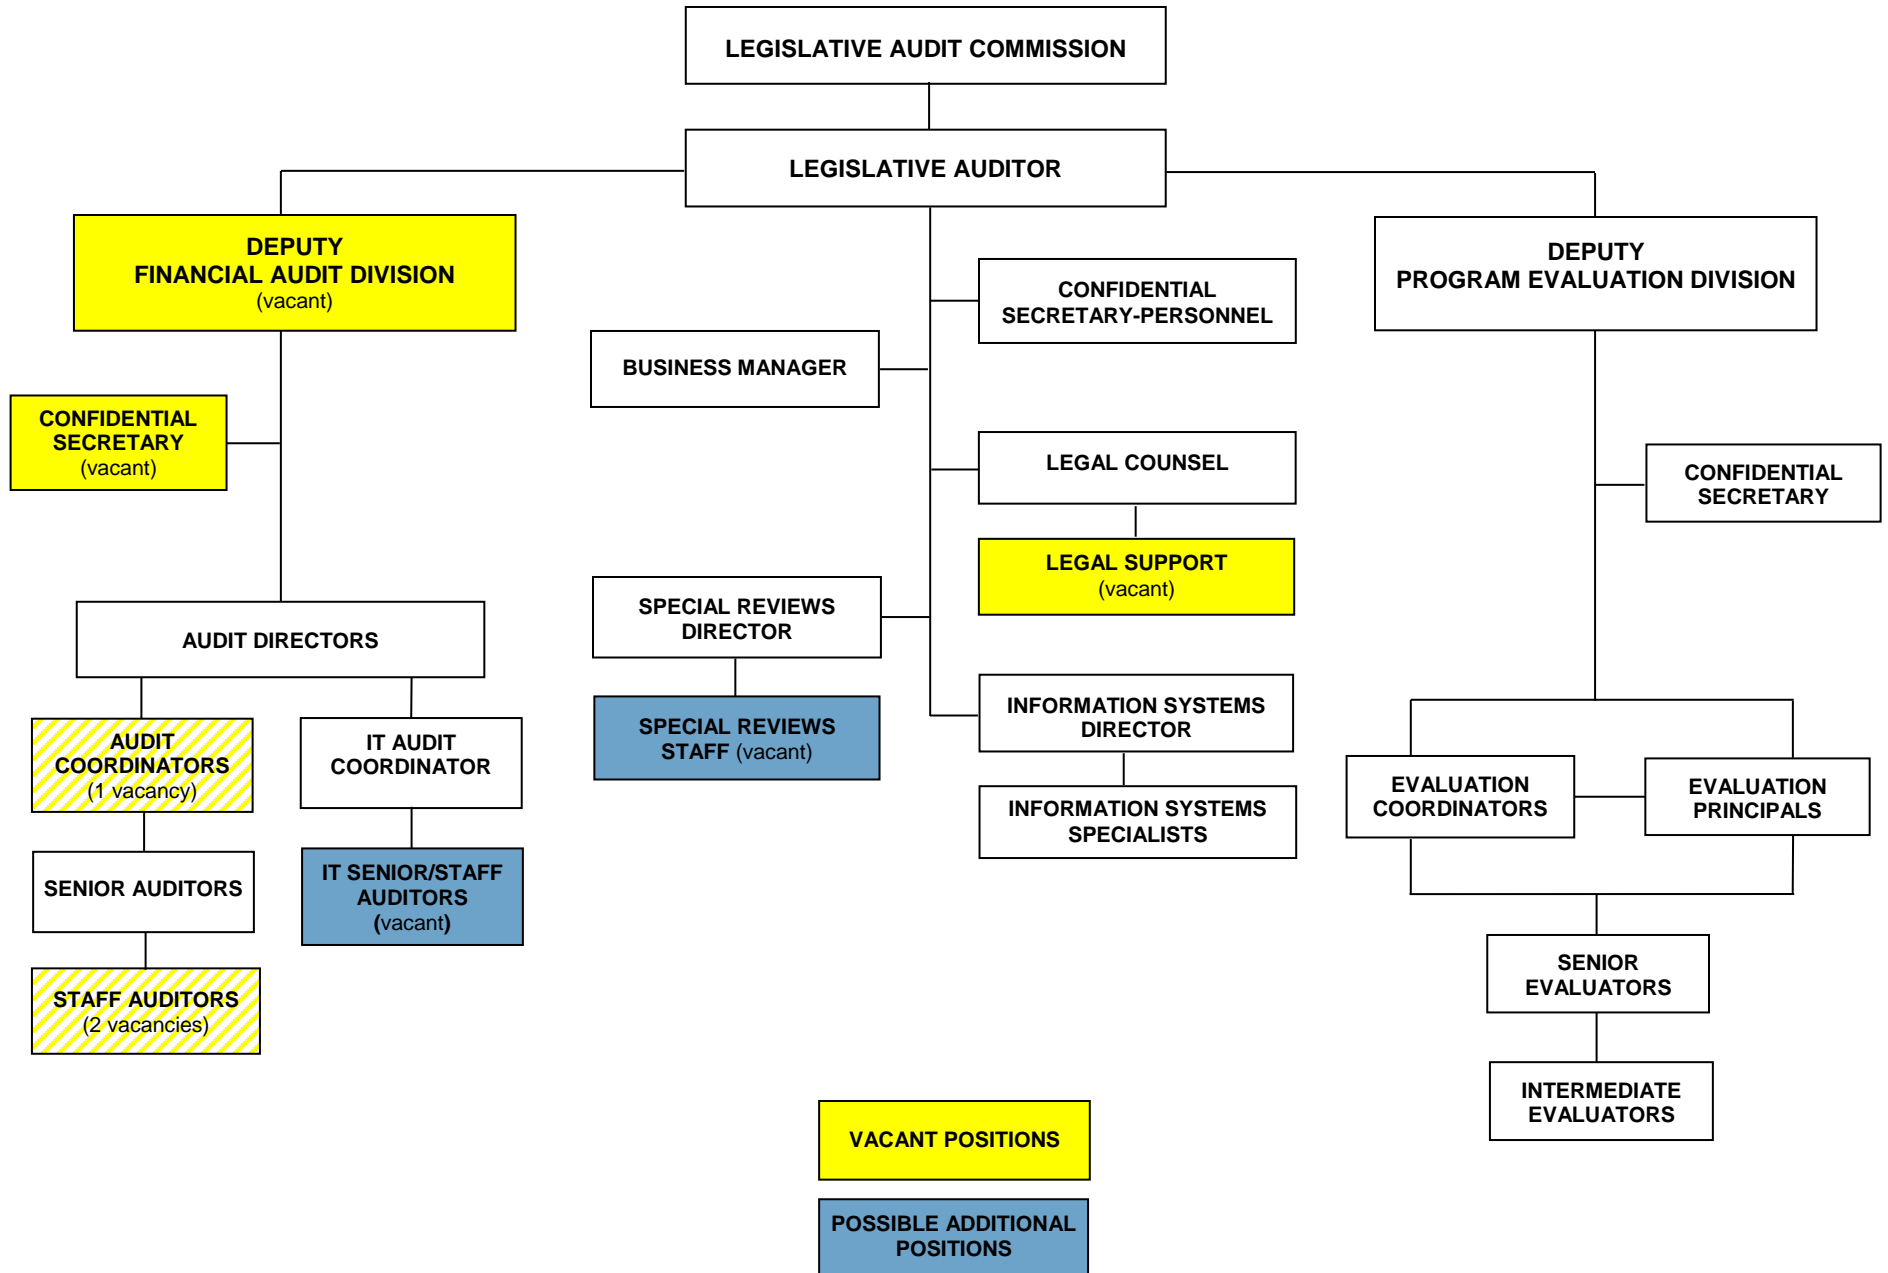 LEGISLATIVE AUDIT COMMISSION
LEGISLATIVE AUDITOR
DEPUTY
FINANCIAL AUDIT DIVISION
(vacant)
CONFIDENTIAL
SECRETARY
(vacant)
AUDIT DIRECTORS
AUDIT
COORDINATORS
(1 vacancy)
IT AUDIT
COORDINATOR
SENIOR AUDITORS
IT SENIOR/STAFF
AUDITORS
(vacant)
STAFF AUDITORS
(2 vacancies)
CONFIDENTIAL
SECRETARY-PERSONNEL
BUSINESS MANAGER
LEGAL COUNSEL
LEGAL SUPPORT
(vacant)
SPECIAL REVIEWS
DIRECTOR
SPECIAL REVIEWS
STAFF (vacant)
INFORMATION SYSTEMS
DIRECTOR
INFORMATION SYSTEMS
SPECIALISTS
DEPUTY
PROGRAM EVALUATION DIVISION
CONFIDENTIAL
SECRETARY
EVALUATION
COORDINATORS
EVALUATION
PRINCIPALS
SENIOR
EVALUATORS
INTERMEDIATE
EVALUATORS
VACANT POSITIONS
POSSIBLE ADDITIONAL
POSITIONS